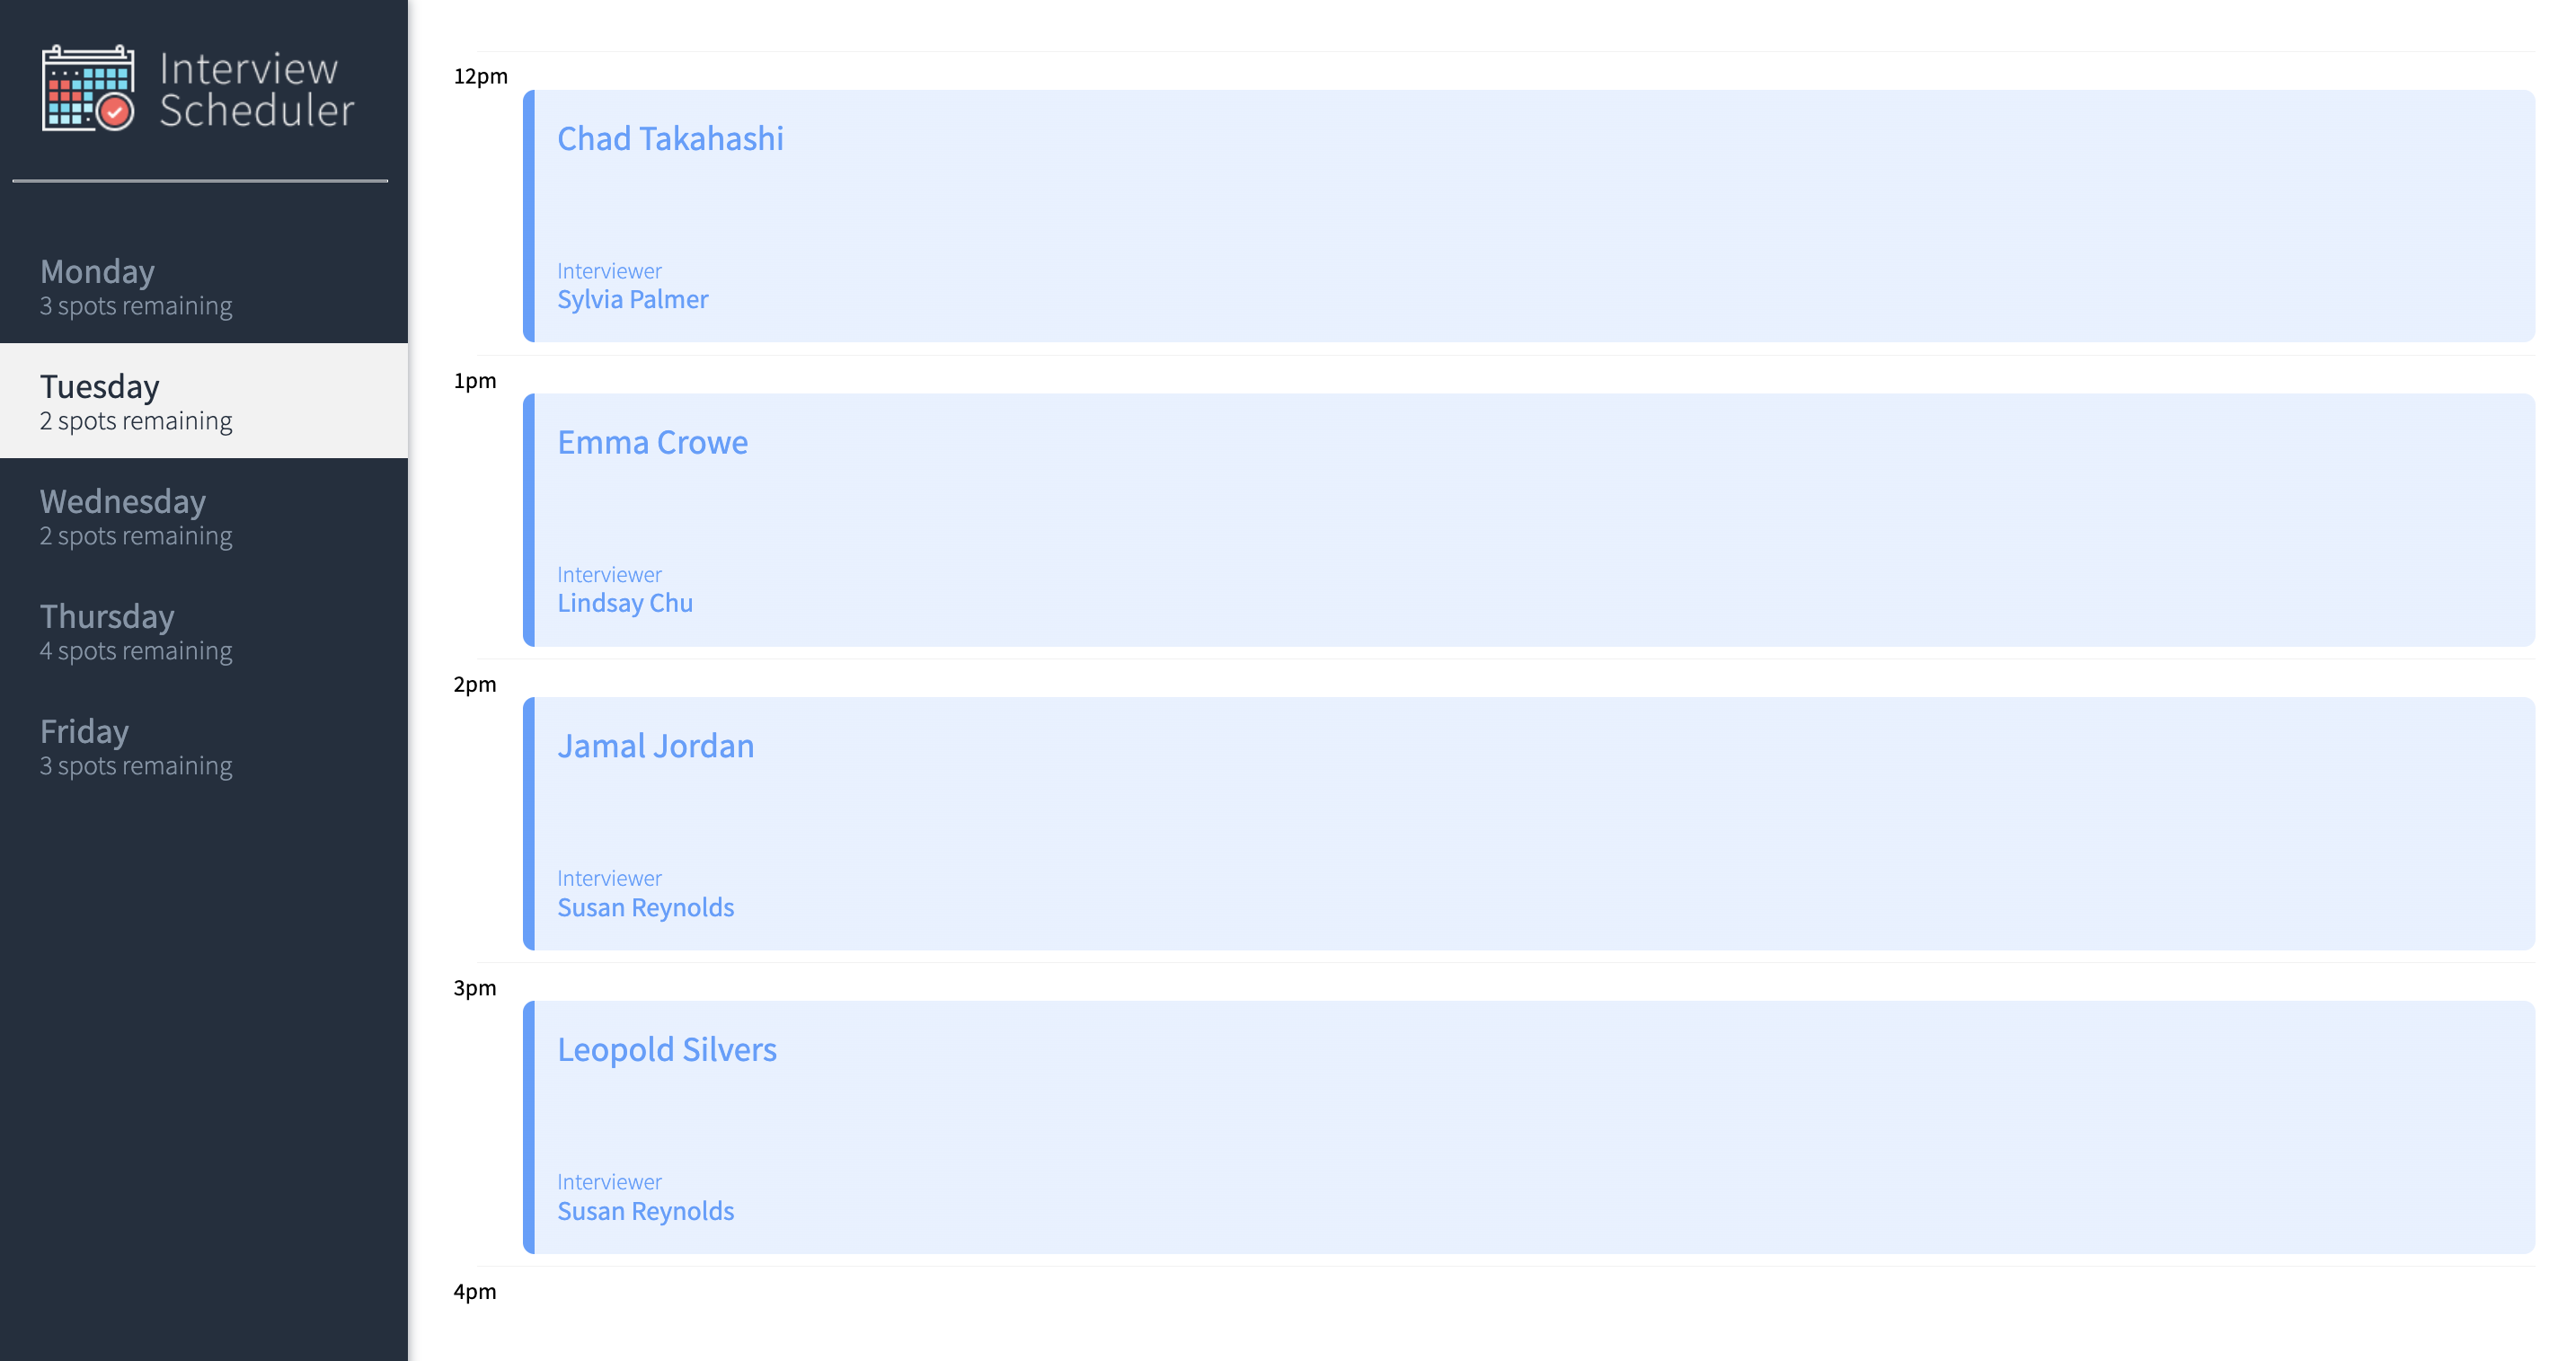 Interview
Scheduler
Monday
3 spots remaining
Tuesday
2 spots remaining
Wednesday
2 spots remaining
Thursday
4 spots remaining
Friday
3 spots remaining
12pm
Chad Takahashi
Interviewer
Sylvia Palmer
1pm
Emma Crowe
Interviewer
Lindsay Chu
2pm
Jamal Jordan
Interviewer
Susan Reynolds
3pm
Leopold Silvers
Interviewer
Susan Reynolds
4pm